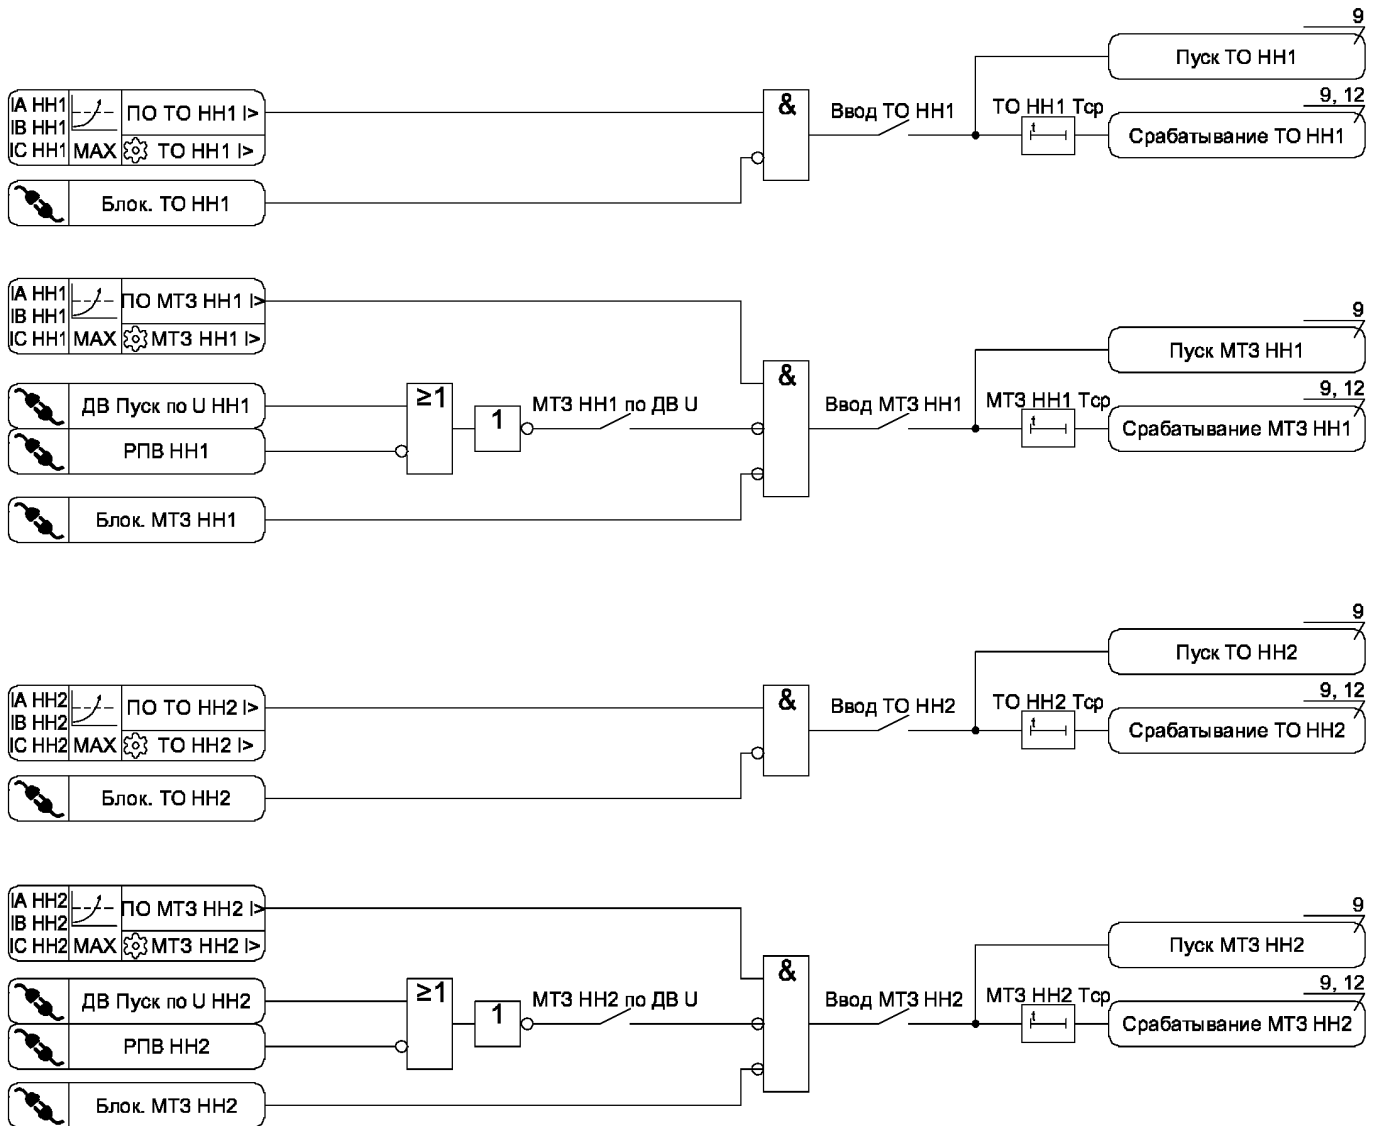 9
Пуск ТО НН1
IA НН1
IB НН1
IC НН1
MAX
ПО ТО НН1 I>
ТО НН1 I>
&
Ввод ТО НН1
ТО НН1 Тср
t
9, 12
Срабатывание ТО НН1
Блок. ТО НН1
IA НН1
IB НН1
IC НН1
MAX
ПО МТЗ НН1 I>
МТЗ НН1 I>
9
Пуск МТЗ НН1
ДВ Пуск по U НН1
РПВ НН1
≥1
1
МТЗ НН1 по ДВ U
&
Ввод МТЗ НН1
МТЗ НН1 Тср
t
9, 12
Срабатывание МТЗ НН1
Блок. МТЗ НН1
9
Пуск ТО НН2
IA НН2
IB НН2
IC НН2
MAX
ПО ТО НН2 I>
ТО НН2 I>
&
Ввод ТО НН2
ТО НН2 Тср
t
9, 12
Срабатывание ТО НН2
Блок. ТО НН2
IA НН2
IB НН2
IC НН2
MAX
ПО МТЗ НН2 I>
МТЗ НН2 I>
9
Пуск МТЗ НН2
ДВ Пуск по U НН2
РПВ НН2
≥1
1
МТЗ НН2 по ДВ U
&
Ввод МТЗ НН2
МТЗ НН2 Тср
t
9, 12
Срабатывание МТЗ НН2
Блок. МТЗ НН2